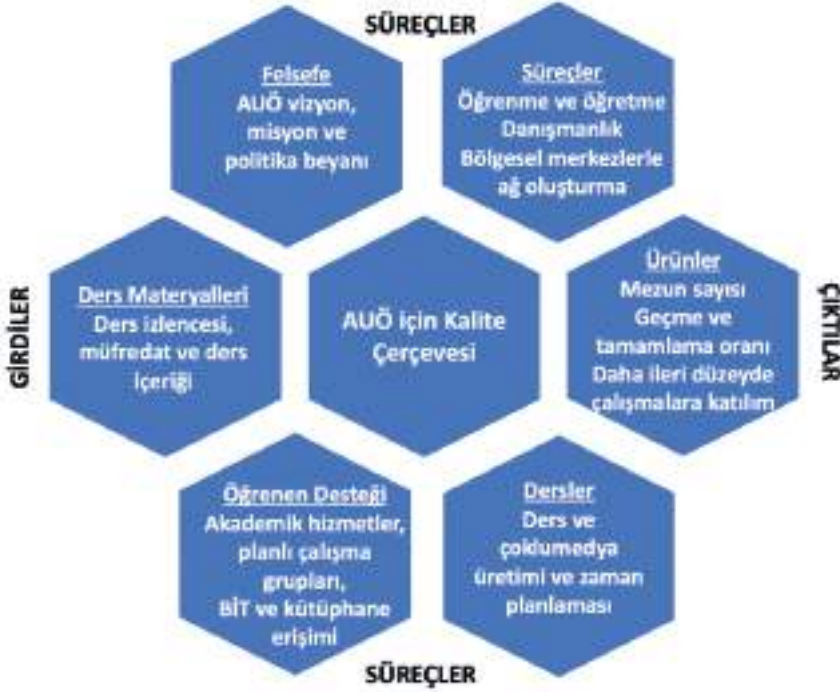 SÜREÇLER
Felsefe
AUÖ vizyon,
misyon ve
politika beyanı
Süreçler
Öğrenme ve öğretme
Danışmanlık
Bölgesel merkezlerle
ağ oluşturma
GİRDİLER
Ders Materyalleri
Ders izlencesi,
müfredat ve ders
içeriği
AUÖ için Kalite
Çerçevesi
Ürünler
Mezun sayısı
Geçme ve
tamamlama oranı
Daha ileri düzeyde
çalışmalara katılım
ÇIKTILAR
Öğrenen Desteği
Akademik hizmetler,
planlı çalışma
grupları,
BİT ve kütüphane
erişimi
Dersler
Ders ve
çoklumedya
üretimi ve zaman
planlaması
SÜREÇLER